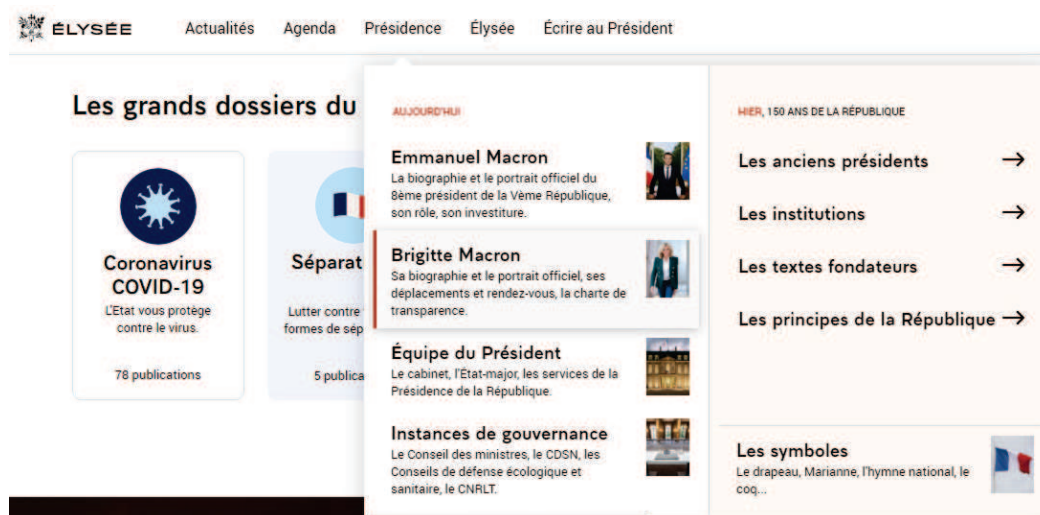 ÉLYSÉE Actualités Agenda Présidence Élysée Écrire au Président
Les grands dossiers du
Coronavirus
COVID-19
L'Etat vous protège
contre le virus.
78 publications
Séparat
Lutter contre
formes de sép
5 publica
AUJOURD'HUI
Emmanuel Macron
La biographie et le portrait officiel du
8ème président de la Vème République,
son rôle, son investiture.
Brigitte Macron
Sa biographie et le portrait officiel, ses
déplacements et rendez-vous, la charte de
transparence.
Équipe du Président
Le cabinet, l'État-major, les services de la
Présidence de la République.
Instances de gouvernance
Le Conseil des ministres, le CDSN, les
Conseils de défense écologique et
sanitaire, le CNRLT.
HIER, 150 ANS DE LA RÉPUBLIQUE
Les anciens présidents →
Les institutions →
Les textes fondateurs →
Les principes de la République →
Les symboles
Le drapeau, Marianne, l'hymne national, le
coq...